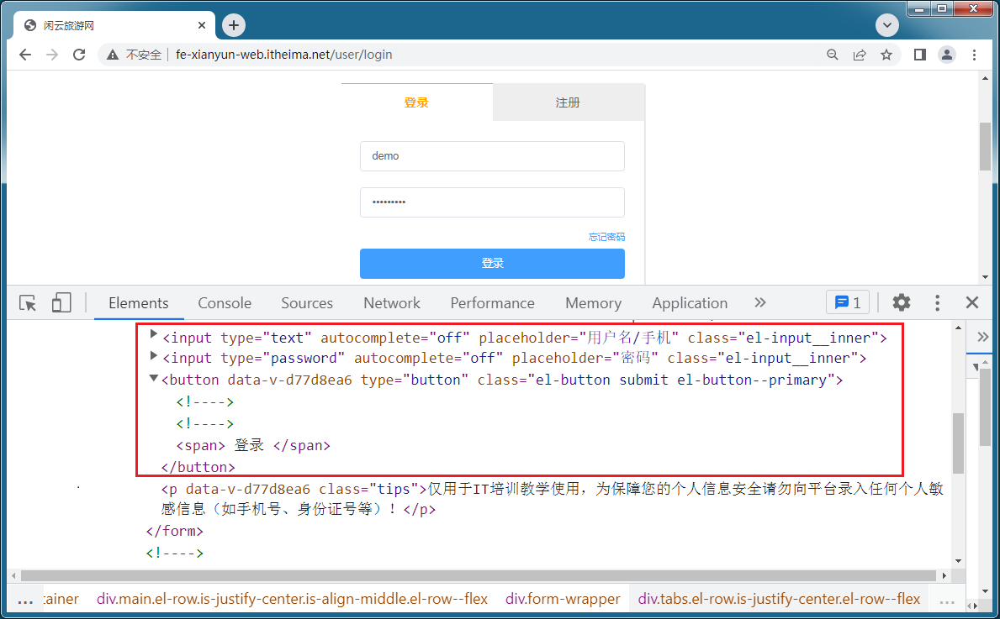 闲云旅游网
不安全 fe-xianyun-web.itheima.net/user/login
登录 注册
demo
•••••••••
忘记密码
登录
Elements Console Sources Network Performance Memory Application » 1
<input type="text" autocomplete="off" placeholder="用户名/手机" class="el-input__inner">
<input type="password" autocomplete="off" placeholder="密码" class="el-input__inner">
<button data-v-d77d8ea6 type="button" class="el-button submit el-button--primary">
<!---->
<!---->
<span> 登录 </span>
</button>
<p data-v-d77d8ea6 class="tips">仅用于IT培训教学使用，为保障您的个人信息安全请勿向平台录入任何个人敏
感信息（如手机号、身份证号等）！</p>
</form>
<!---->
... tainer div.main.el-row.is-justify-center.is-align-middle.el-row--flex div.form-wrapper div.tabs.el-row.is-justify-center.el-row--flex ...